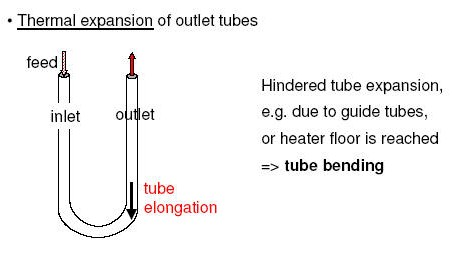 • Thermal expansion of outlet tubes
feed
inlet
outlet
tube
elongation
Hindered tube expansion,
e.g. due to guide tubes,
or heater floor is reached
=> tube bending